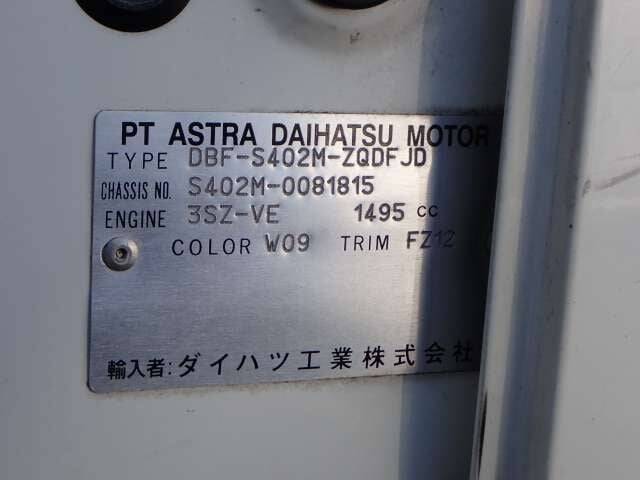 PT ASTRA DAIHATSU MOTOR
TYPE DBF-S402M-ZQDFJD
CHASSIS NO. S402M-0081815
ENGINE 3SZ-VE 1495 CC
COLOR W09 TRIM FZ12
輸入者:ダイハツ工業株式会社